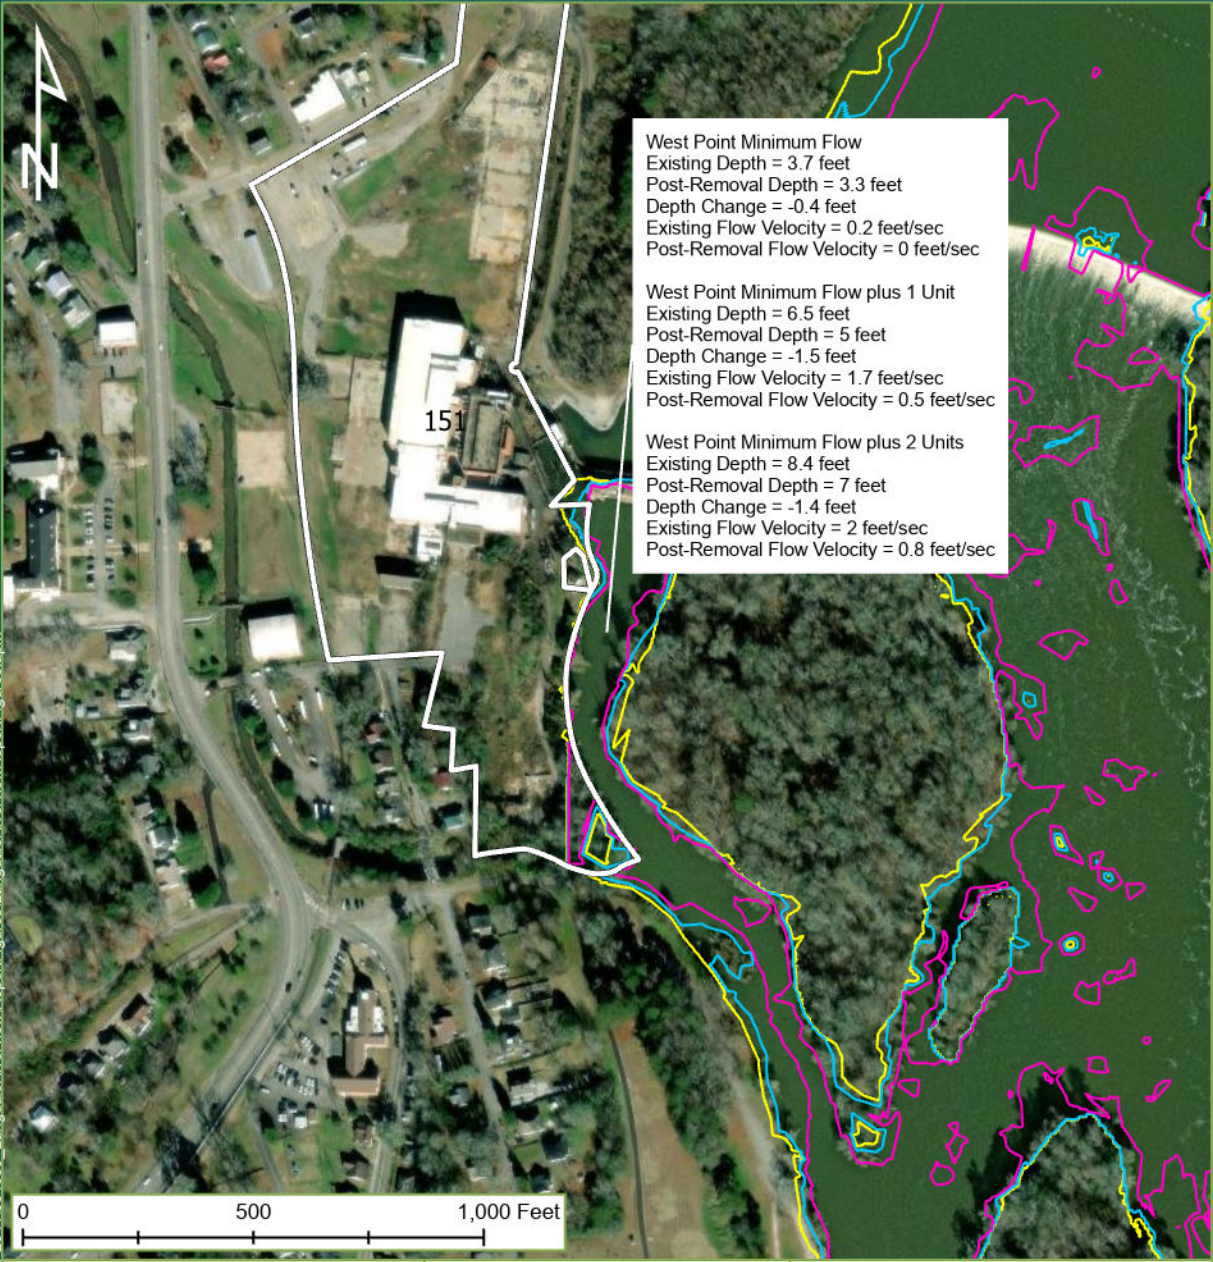 N
West Point Minimum Flow
Existing Depth = 3.7 feet
Post-Removal Depth = 3.3 feet
Depth Change = -0.4 feet
Existing Flow Velocity = 0.2 feet/sec
Post-Removal Flow Velocity = 0 feet/sec
West Point Minimum Flow plus 1 Unit
Existing Depth = 6.5 feet
Post-Removal Depth = 5 feet
Depth Change = -1.5 feet
Existing Flow Velocity = 1.7 feet/sec
Post-Removal Flow Velocity = 0.5 feet/sec
West Point Minimum Flow plus 2 Units
Existing Depth = 8.4 feet
Post-Removal Depth = 7 feet
Depth Change = -1.4 feet
Existing Flow Velocity = 2 feet/sec
Post-Removal Flow Velocity = 0.8 feet/sec
151
0 500 1,000 Feet